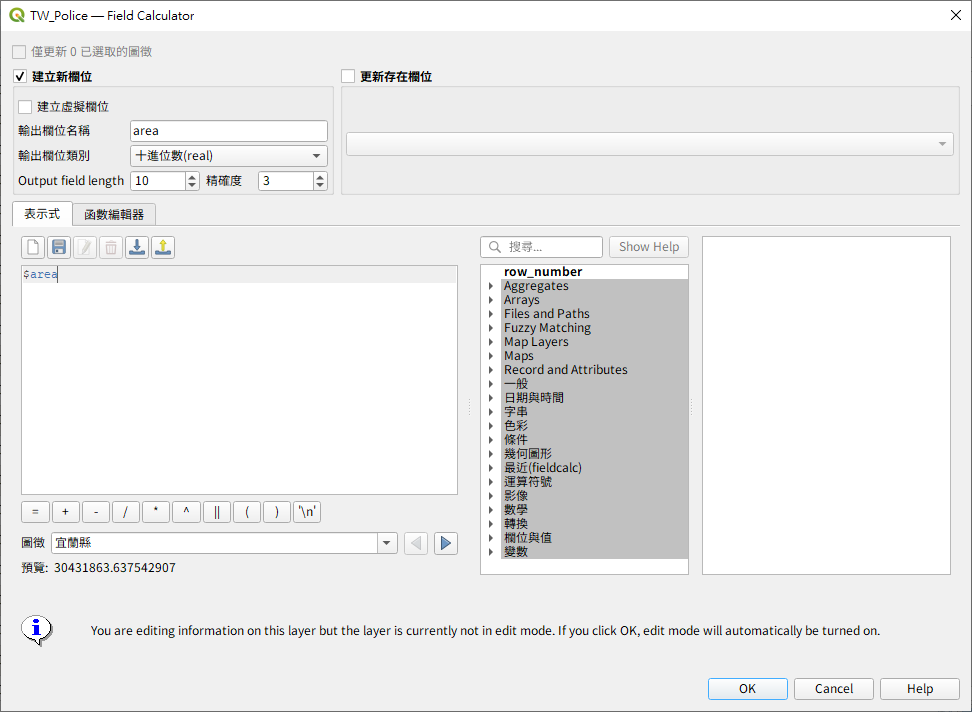 TW_Police — Field Calculator
僅更新 0 已選取的圖徵
建立新欄位
更新存在欄位
建立虛擬欄位
輸出欄位名稱 area
輸出欄位類別 十進位數(real)
Output field length 10 精確度 3
表示式 函數編輯器
搜尋... Show Help
$area
row_number
Aggregates
Arrays
Files and Paths
Fuzzy Matching
Map Layers
Maps
Record and Attributes
一般
日期與時間
字串
色彩
條件
幾何圖形
最近(fieldcalc)
運算符號
影像
數學
轉換
欄位與值
變數
= + - / * ^ || ( ) '\n'
圖徵 宜蘭縣
預覽: 30431863.637542907
You are editing information on this layer but the layer is currently not in edit mode. If you click OK, edit mode will automatically be turned on.
OK Cancel Help